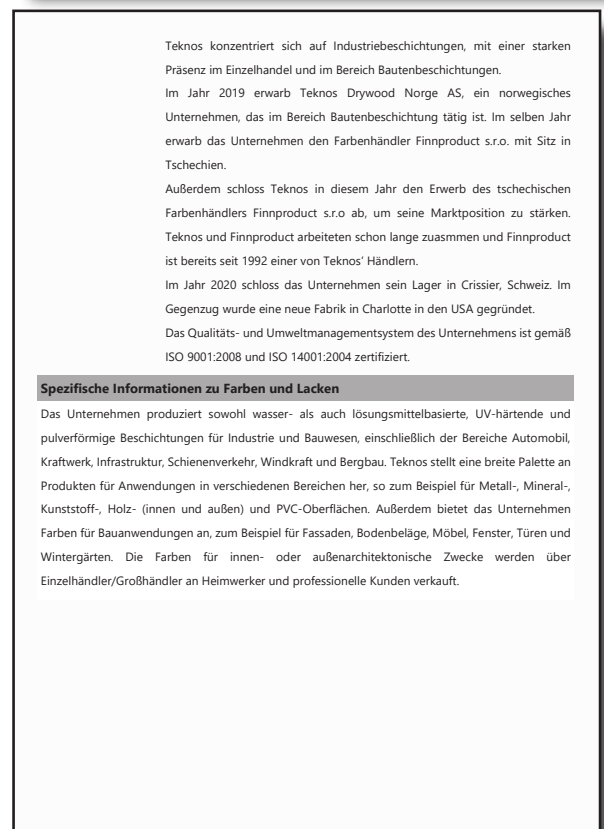 Teknos konzentriert sich auf Industriebeschichtungen, mit einer starken
Präsenz im Einzelhandel und im Bereich Bautenbeschichtungen.
Im Jahr 2019 erwarb Teknos Drywood Norge AS, ein norwegisches
Unternehmen, das im Bereich Bautenbeschichtung tätig ist. Im selben Jahr
erwarb das Unternehmen den Farbenhändler Finnproduct s.r.o. mit Sitz in
Tschechien.
Außerdem schloss Teknos in diesem Jahr den Erwerb des tschechischen
Farbenhändlers Finnproduct s.r.o ab, um seine Marktposition zu stärken.
Teknos und Finnproduct arbeiteten schon lange zuasmmen und Finnproduct
ist bereits seit 1992 einer von Teknos’ Händlern.
Im Jahr 2020 schloss das Unternehmen sein Lager in Crissier, Schweiz. Im
Gegenzug wurde eine neue Fabrik in Charlotte in den USA gegründet.
Das Qualitäts- und Umweltmanagementsystem des Unternehmens ist gemäß
ISO 9001:2008 und ISO 14001:2004 zertifiziert.
Spezifische Informationen zu Farben und Lacken
Das Unternehmen produziert sowohl wasser- als auch lösungsmittelbasierte, UV-härtende und
pulverförmige Beschichtungen für Industrie und Bauwesen, einschließlich der Bereiche Automobil,
Kraftwerk, Infrastruktur, Schienenverkehr, Windkraft und Bergbau. Teknos stellt eine breite Palette an
Produkten für Anwendungen in verschiedenen Bereichen her, so zum Beispiel für Metall-, Mineral-,
Kunststoff-, Holz- (innen und außen) und PVC-Oberflächen. Außerdem bietet das Unternehmen
Farben für Bauanwendungen an, zum Beispiel für Fassaden, Bodenbeläge, Möbel, Fenster, Türen und
Wintergärten. Die Farben für innen- oder außenarchitektonische Zwecke werden über
Einzelhändler/Großhändler an Heimwerker und professionelle Kunden verkauft.